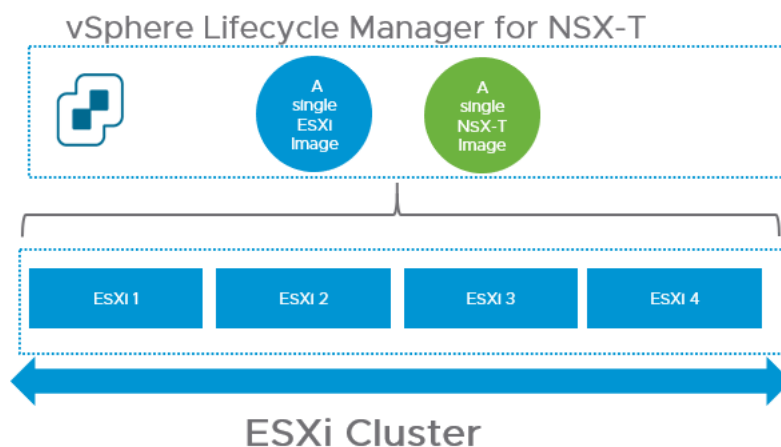 vSphere Lifecycle Manager for NSX-T
A
single
ESXi
Image
A
single
NSX-T
Image
ESXi 1
ESXi 2
ESXi 3
ESXi 4
ESXi Cluster